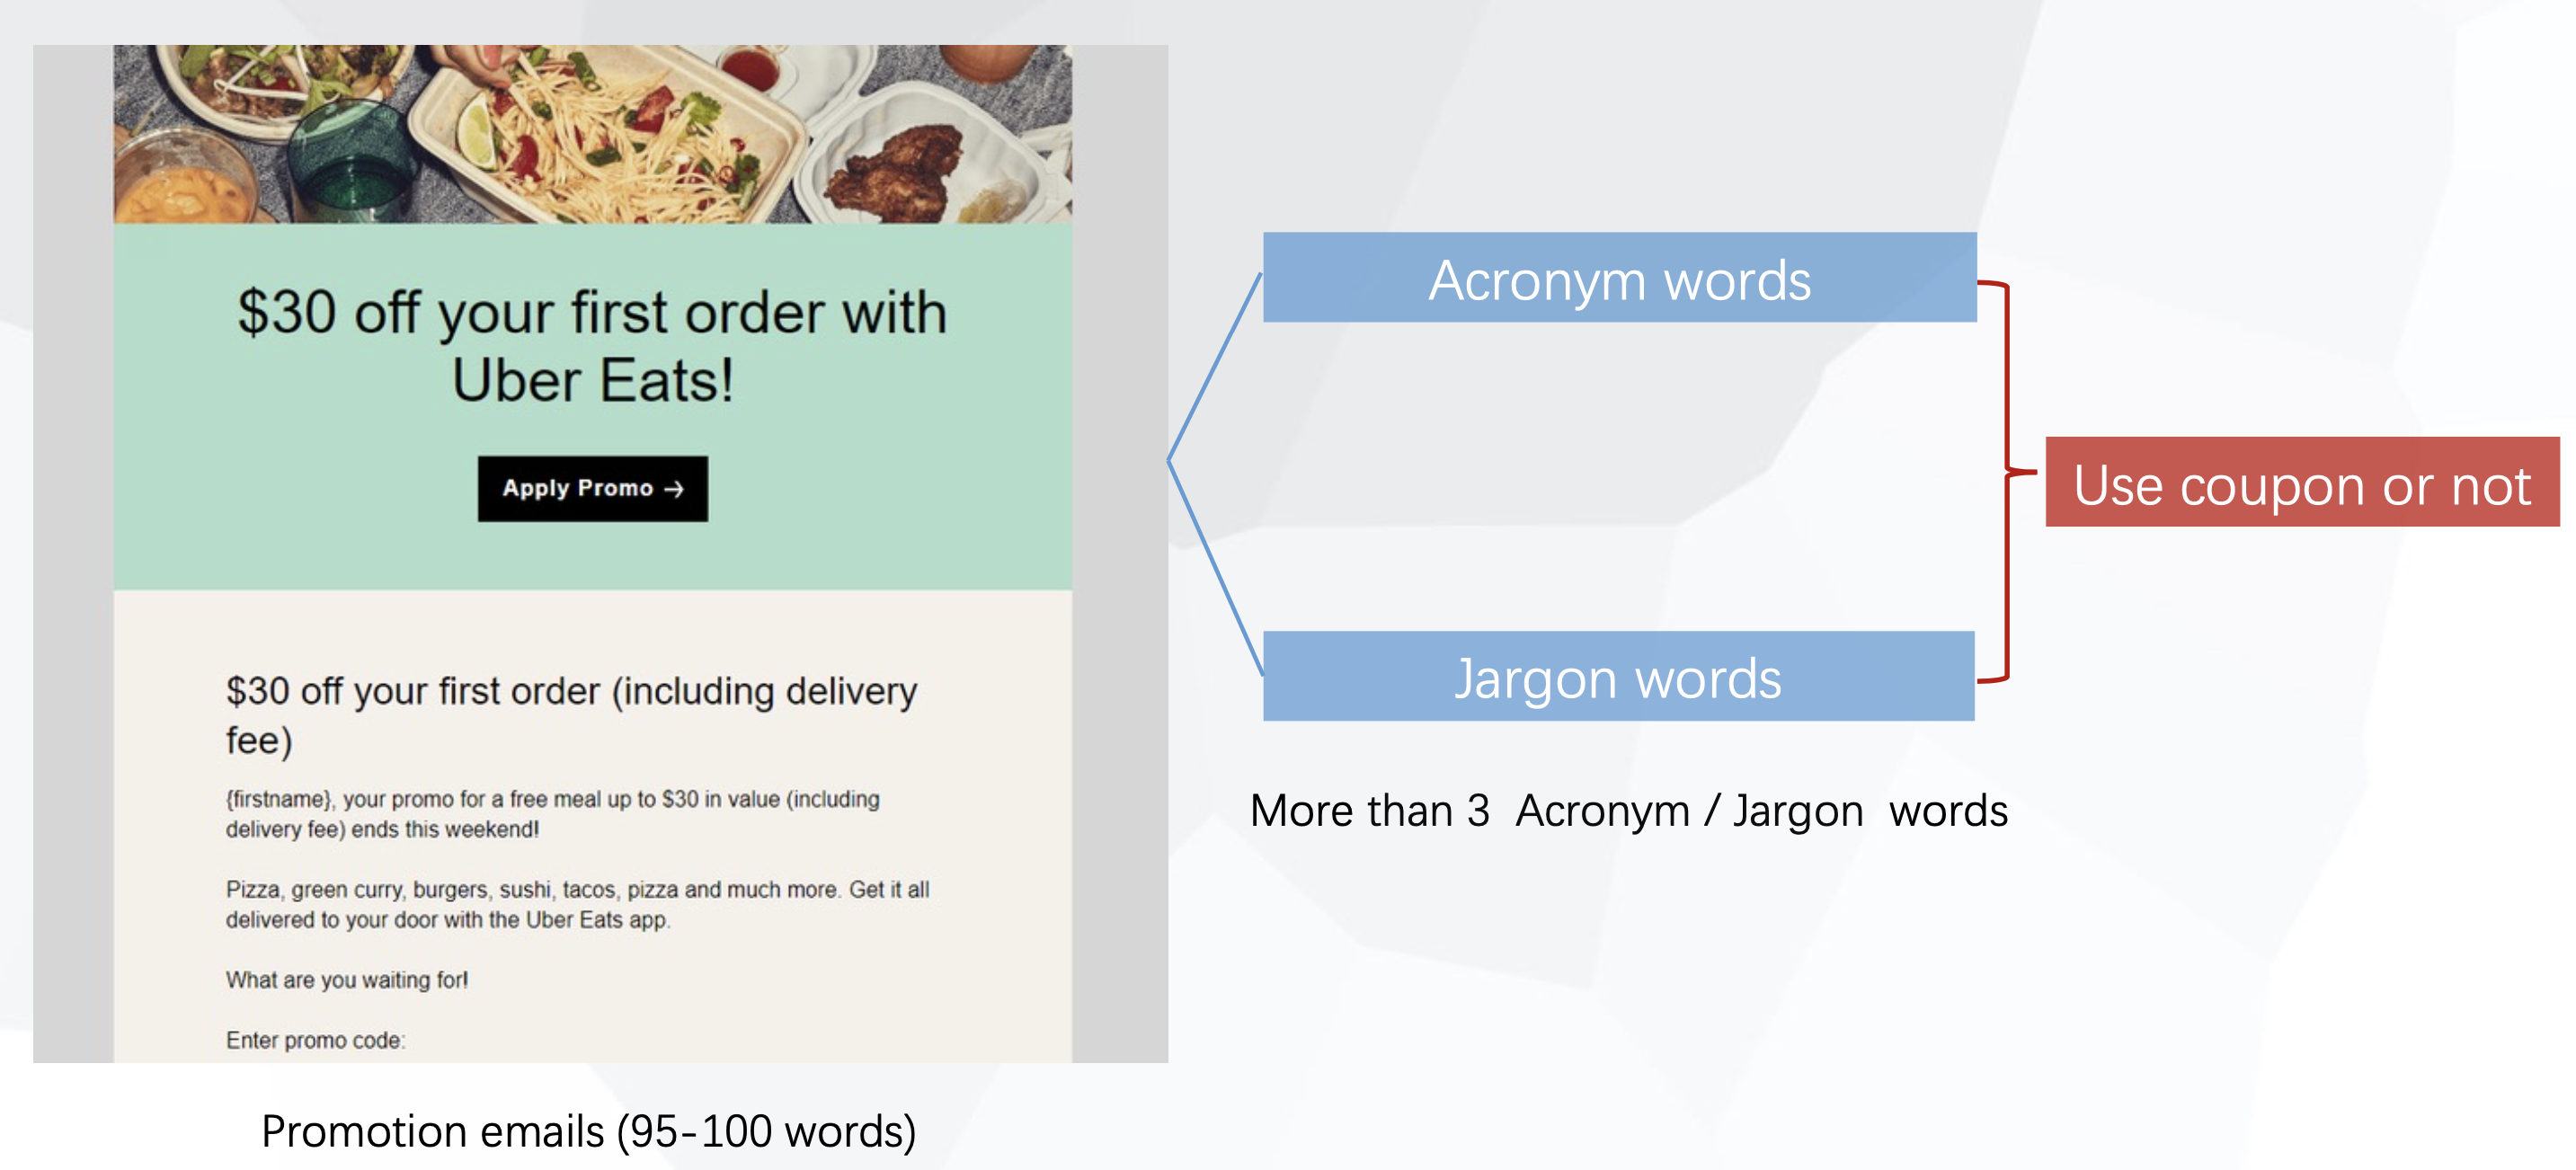 $30 off your first order with
Uber Eats!
Apply Promo →
$30 off your first order (including delivery
fee)
{firstname}, your promo for a free meal up to $30 in value (including
delivery fee) ends this weekend!
Pizza, green curry, burgers, sushi, tacos, pizza and much more. Get it all
delivered to your door with the Uber Eats app.
What are you waiting for!
Enter promo code:
Promotion emails (95-100 words)
Acronym words
Jargon words
More than 3 Acronym / Jargon words
Use coupon or not